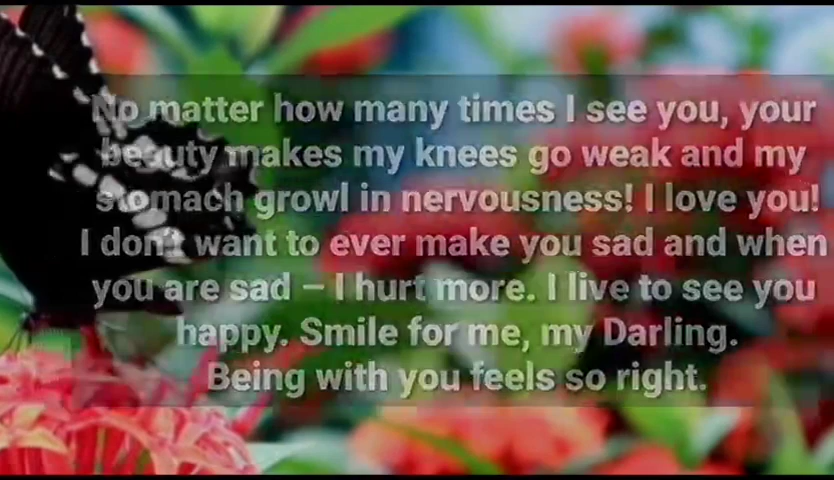 No matter how many times I see you, your
beauty makes my knees go weak and my
stomach growl in nervousness! I love you!
I don't want to ever make you sad and when
you are sad – I hurt more. I live to see you
happy. Smile for me, my Darling.
Being with you feels so right.